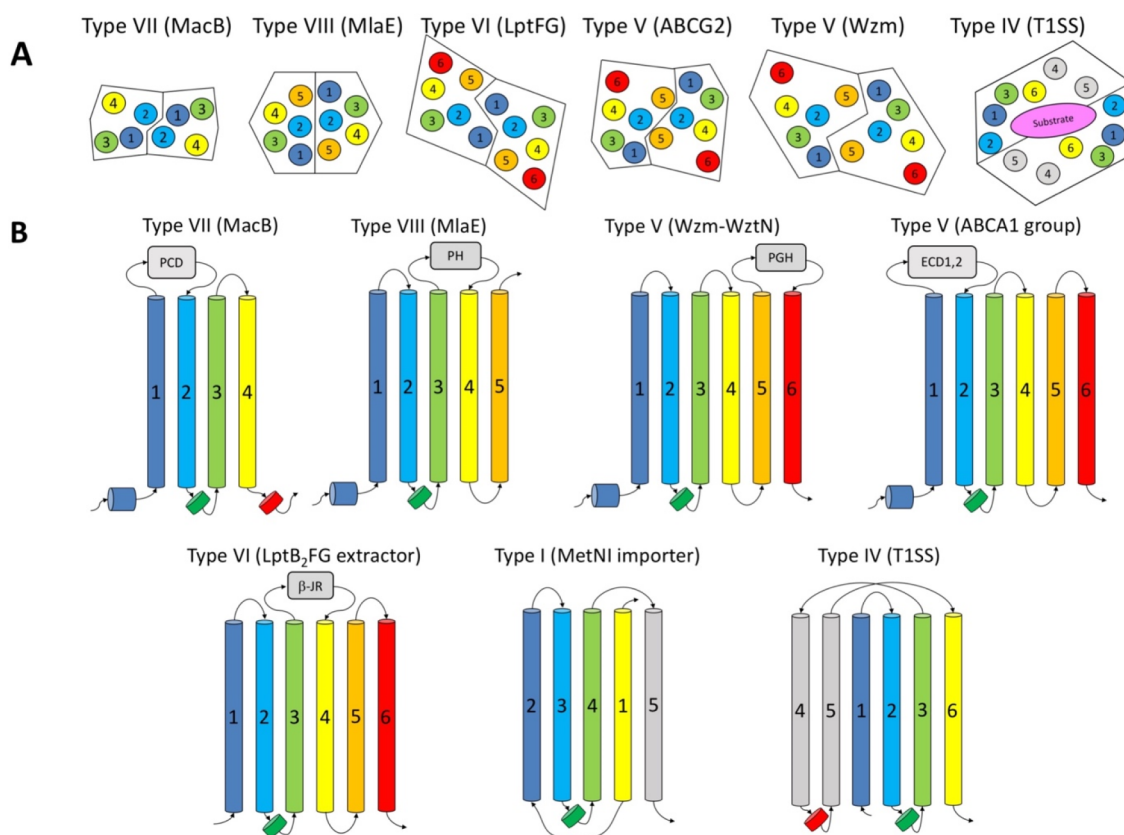 Type VII (MacB) Type VIII (MlaE) Type VI (LptFG) Type V (ABCG2) Type V (Wzm) Type IV (T1SS)
A
4 2 1 3
3 1 2 4
5 1
4 2 2 3
3 2 2 4
1 5
6
4 5
3 2 1
1 2 3
5 4
6
6 5 1
4 2 2 3
3 1 5 4
6
6
4 5 1
3 2 2 3
1 5 4
6
4 5
3 6
1 Substrate 2
2 6 1
5 4 3
B
Type VII (MacB) Type VIII (MlaE) Type V (Wzm-WztN) Type V (ABCA1 group)
PCD PH PGH ECD1,2
1 2 3 4
1 2 3 4 5
1 2 3 4 5 6
1 2 3 4 5 6
Type VI (LptB₂FG extractor) Type I (MetNI importer) Type IV (T1SS)
β-JR
1 2 3 4 5 6
2 3 4 1 5
4 5 1 2 3 6